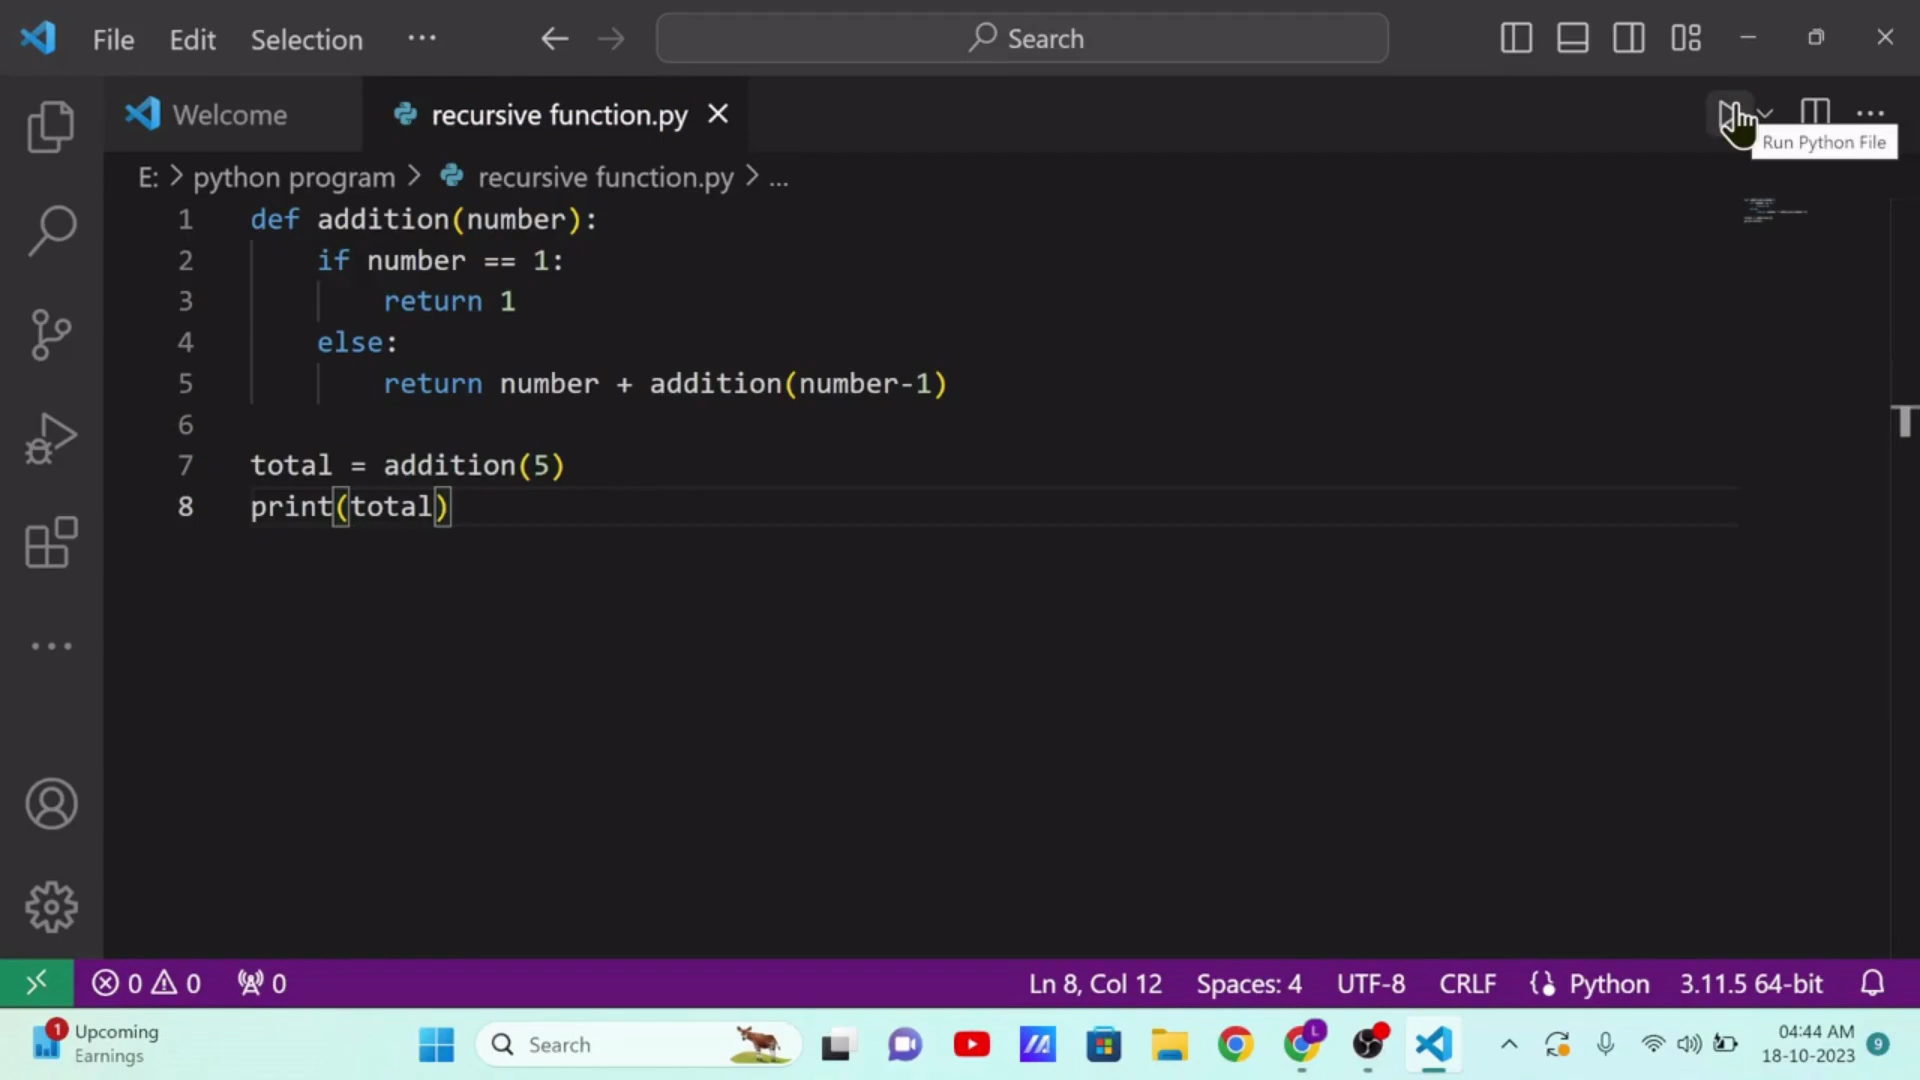 File Edit Selection ··· Search
Welcome recursive function.py
Run Python File
E: > python program > recursive function.py > ...
1 def addition(number):
2     if number == 1:
3         return 1
4     else:
5         return number + addition(number-1)
6
7 total = addition(5)
8 print(total)
0 0 0 Ln 8, Col 12 Spaces: 4 UTF-8 CRLF Python 3.11.5 64-bit
1 Upcoming
Earnings
Search
L
04:44 AM
18-10-2023
9